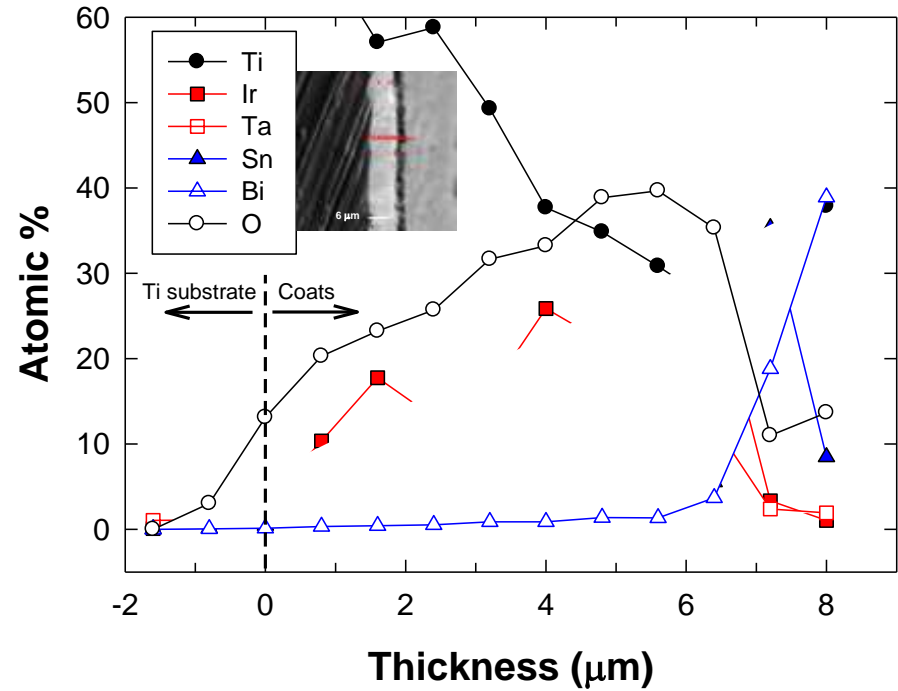 60
50
40
30
20
10
0
Atomic %
Ti
Ir
Ta
Sn
Bi
O
6 µm
Ti substrate
Coats
-2
0
2
4
6
8
Thickness (µm)